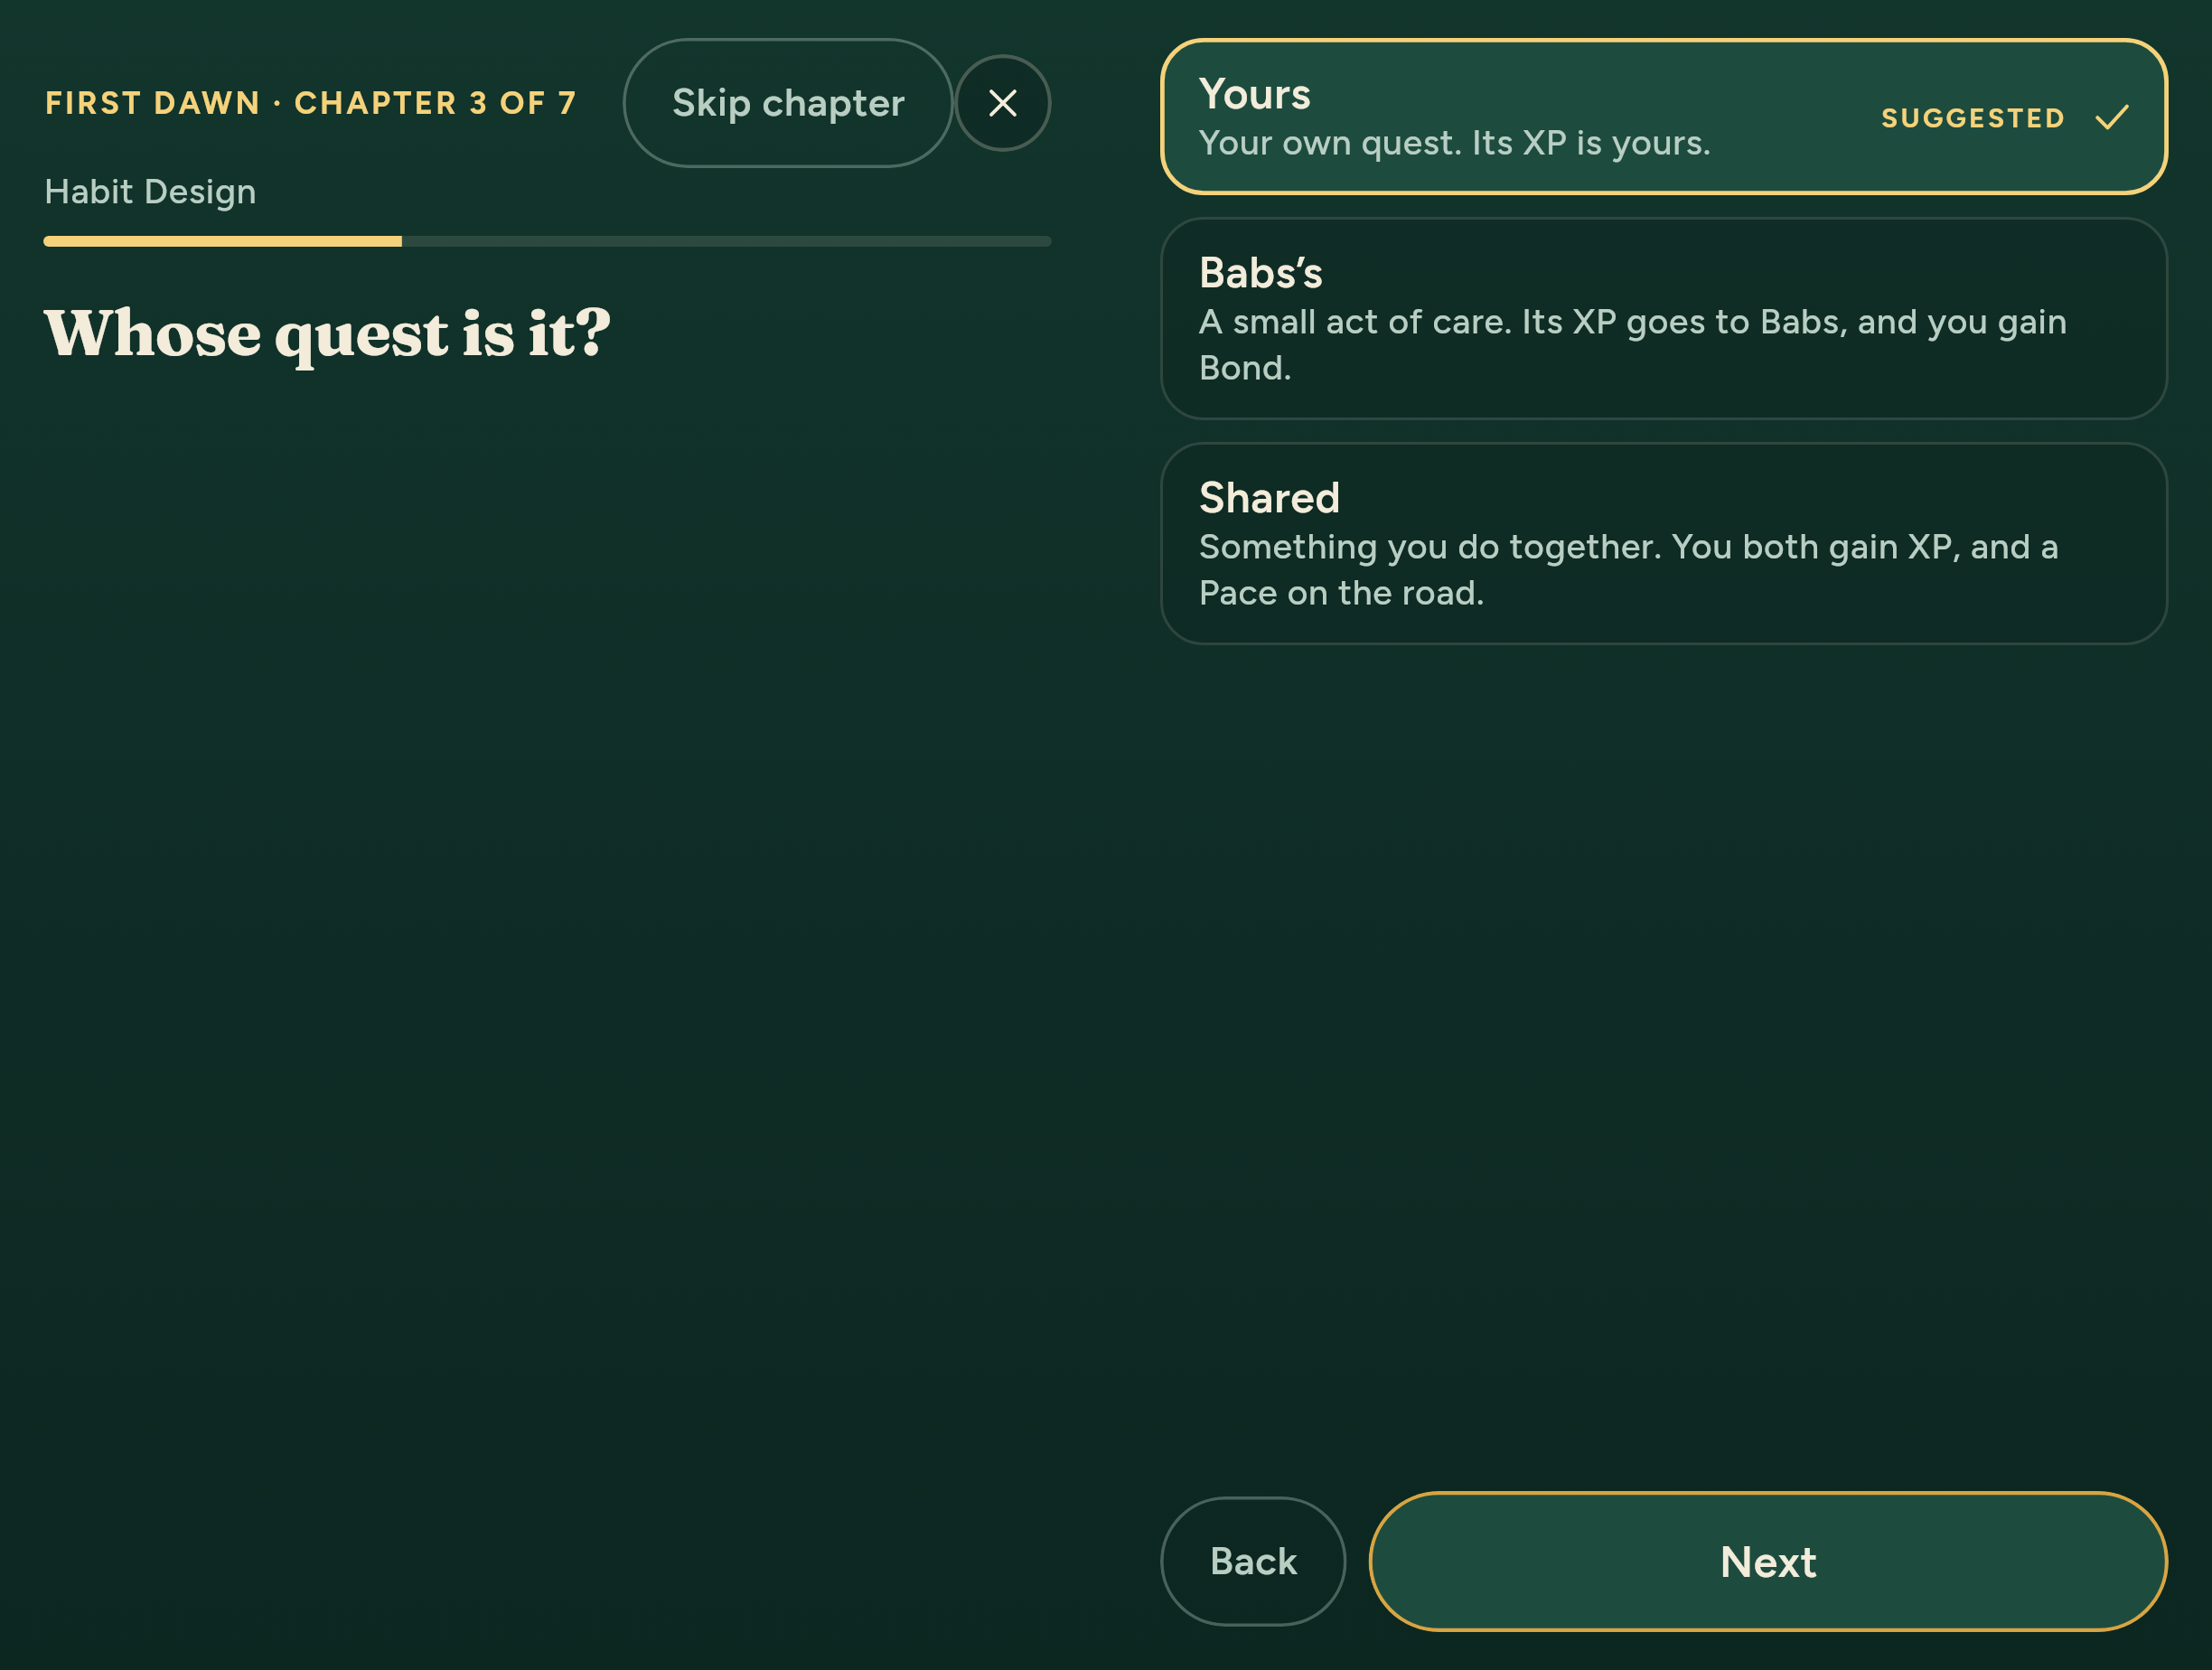 FIRST DAWN · CHAPTER 3 OF 7
Skip chapter
Habit Design
Whose quest is it?
Yours
Your own quest. Its XP is yours.
SUGGESTED
Babs’s
A small act of care. Its XP goes to Babs, and you gain
Bond.
Shared
Something you do together. You both gain XP, and a
Pace on the road.
Back
Next